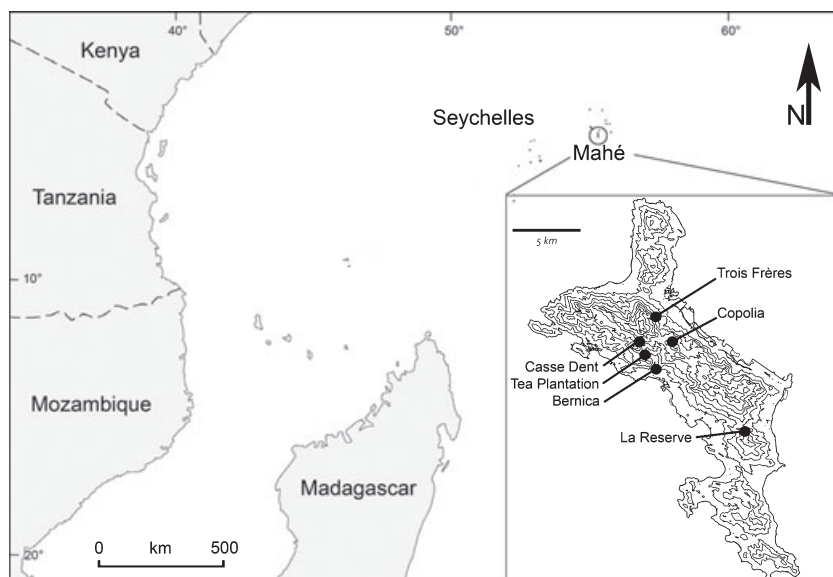 40°
50°
60°
Kenya
N
Seychelles
Mahé
Tanzania
5 km
Trois Frères
10°
Copolia
Casse Dent
Tea Plantation
Bernica
Mozambique
La Reserve
Madagascar
0 km 500
20°